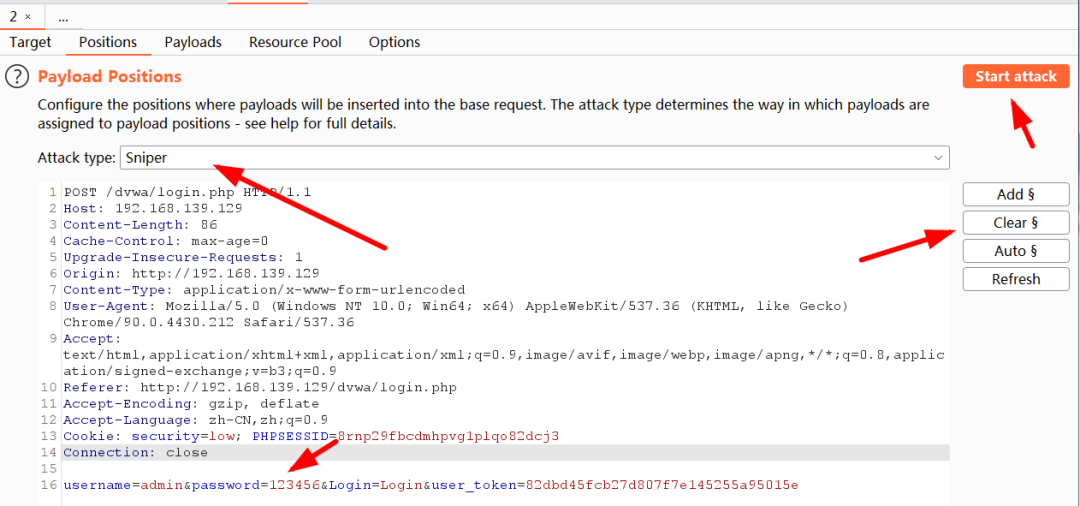 2 × ...
Target Positions Payloads Resource Pool Options
? Payload Positions Start attack
Configure the positions where payloads will be inserted into the base request. The attack type determines the way in which payloads are
assigned to payload positions - see help for full details.
Attack type: Sniper
1 POST /dvwa/login.php HTTP/1.1
2 Host: 192.168.139.129
3 Content-Length: 86
4 Cache-Control: max-age=0
5 Upgrade-Insecure-Requests: 1
6 Origin: http://192.168.139.129
7 Content-Type: application/x-www-form-urlencoded
8 User-Agent: Mozilla/5.0 (Windows NT 10.0; Win64; x64) AppleWebKit/537.36 (KHTML, like Gecko)
Chrome/90.0.4430.212 Safari/537.36
9 Accept:
text/html,application/xhtml+xml,application/xml;q=0.9,image/avif,image/webp,image/apng,*/*;q=0.8,applic
ation/signed-exchange;v=b3;q=0.9
10 Referer: http://192.168.139.129/dvwa/login.php
11 Accept-Encoding: gzip, deflate
12 Accept-Language: zh-CN,zh;q=0.9
13 Cookie: security=low; PHPSESSID=8rnp29fbcdmhpvg1plqo82dcj3
14 Connection: close
15
16 username=admin&password=123456&Login=Login&user_token=82dbd45fcb27d807f7e145255a95015e
Add §
Clear §
Auto §
Refresh